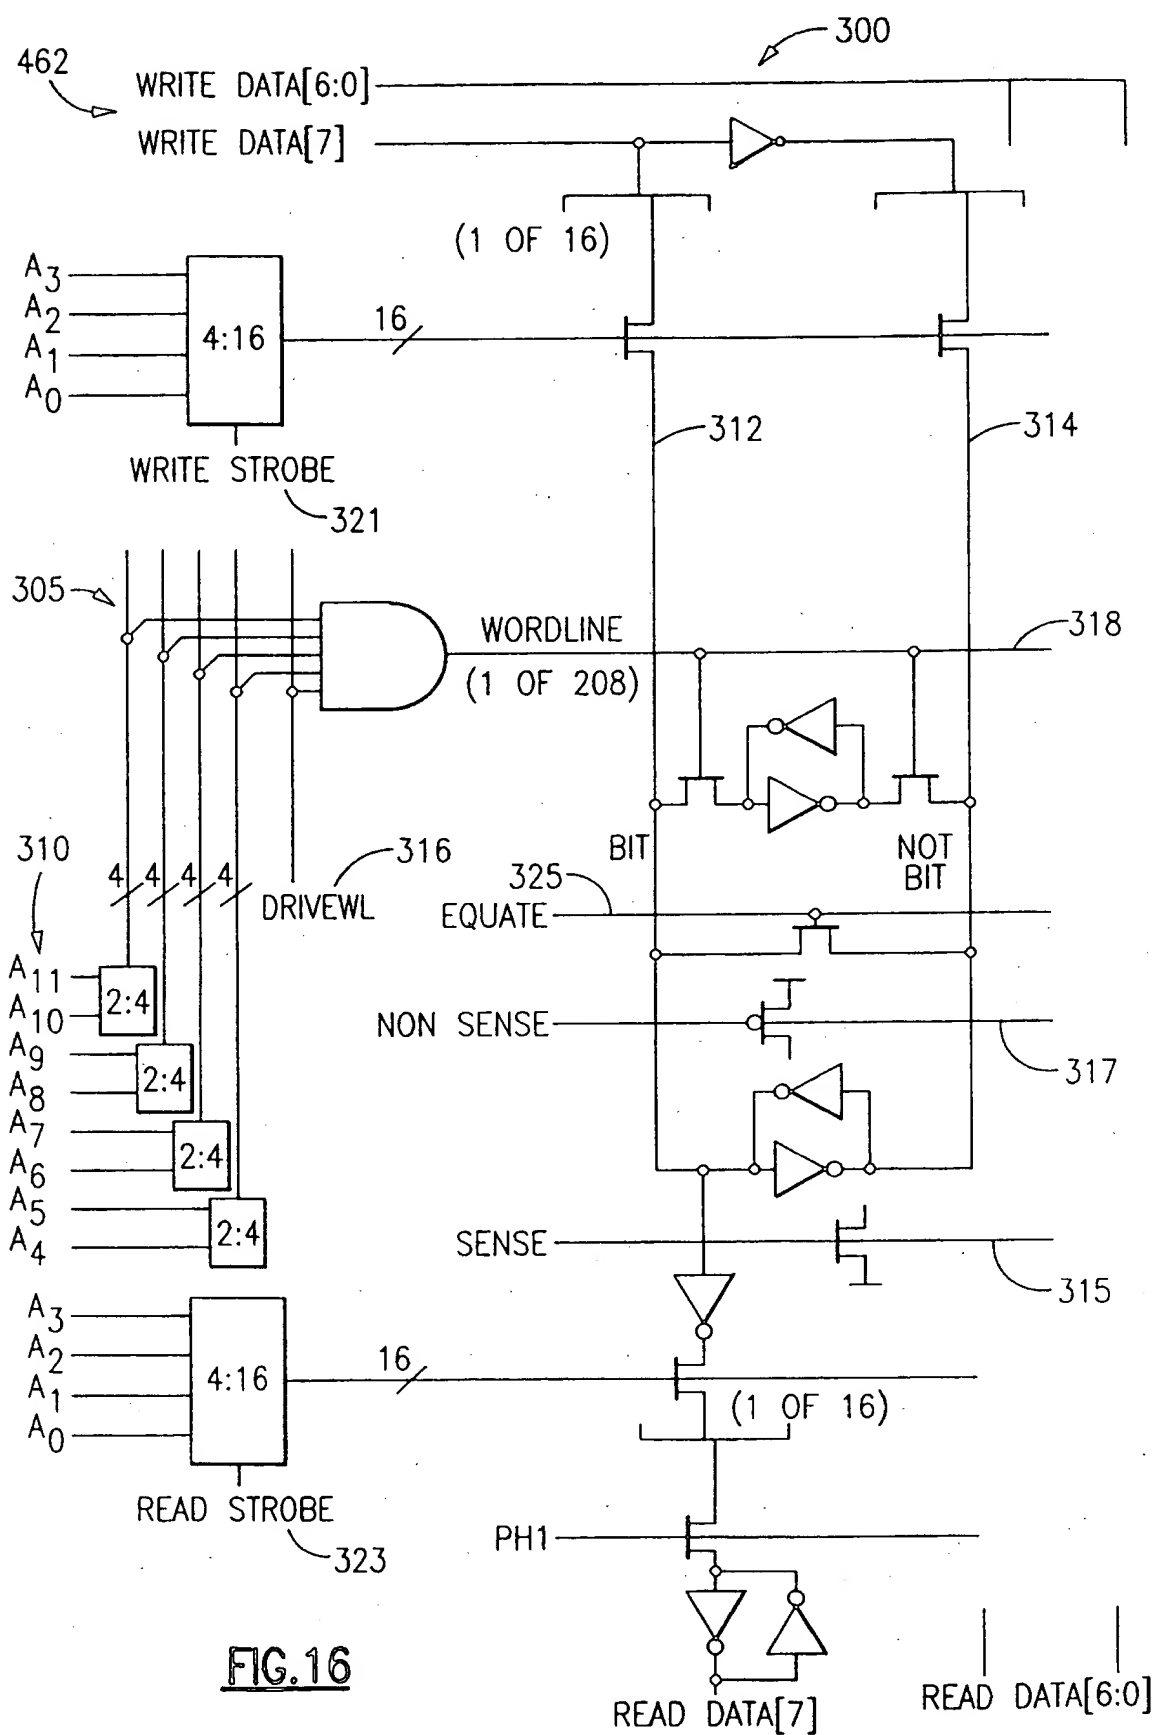 300
462
WRITE DATA[6:0]
WRITE DATA[7]
(1 OF 16)
A3
A2
A1
A0
4:16
16
312
314
WRITE STROBE
321
305
WORDLINE
(1 OF 208)
318
310
4 4 4 4
DRIVEWL
316
BIT
NOT
BIT
325
EQUATE
A11
A10
2:4
NON SENSE
317
A9
A8
2:4
A7
A6
2:4
A5
A4
2:4
SENSE
315
A3
A2
A1
A0
4:16
16
(1 OF 16)
READ STROBE
323
PH1
FIG.16
READ DATA[7]
READ DATA[6:0]